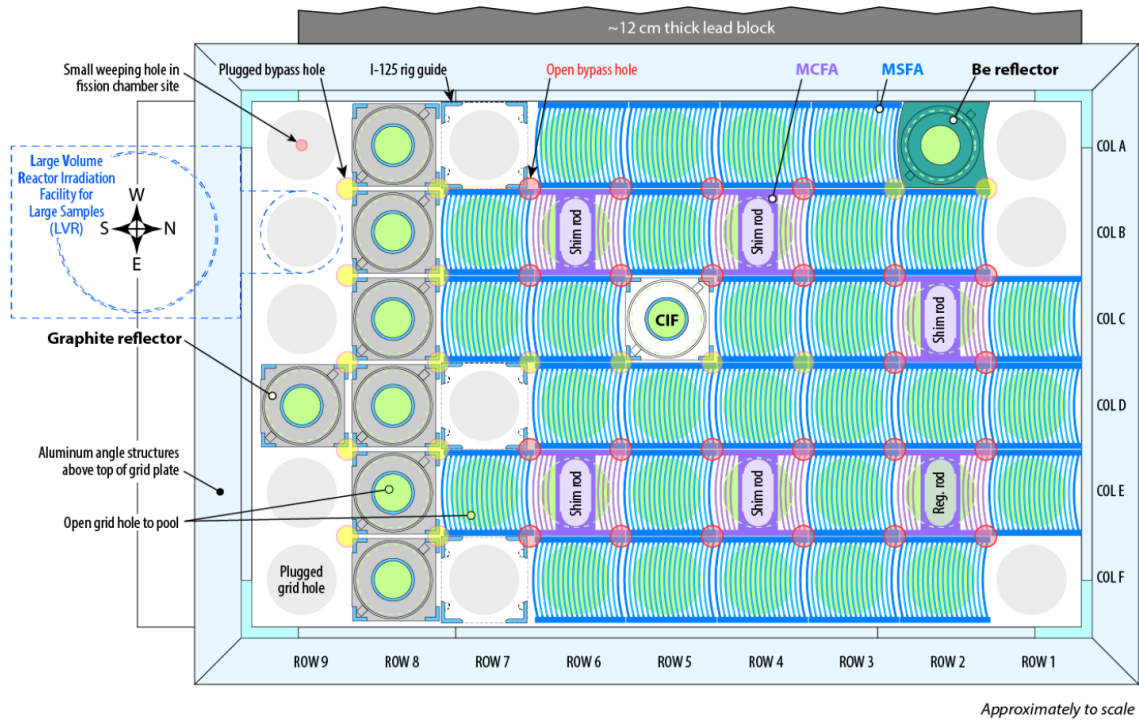 ~12 cm thick lead block
Small weeping hole in
fission chamber site
Plugged bypass hole
I-125 rig guide
Open bypass hole
MCFA
MSFA
Be reflector
COL A
Large Volume
Reactor Irradiation
Facility for
Large Samples
(LVR)
W
S
N
E
Shim rod
Shim rod
COL B
CIF
Shim rod
COL C
Graphite reflector
COL D
Aluminum angle structures
above top of grid plate
Shim rod
Shim rod
Reg. rod
COL E
Open grid hole to pool
Plugged
grid hole
COL F
ROW 9
ROW 8
ROW 7
ROW 6
ROW 5
ROW 4
ROW 3
ROW 2
ROW 1
Approximately to scale